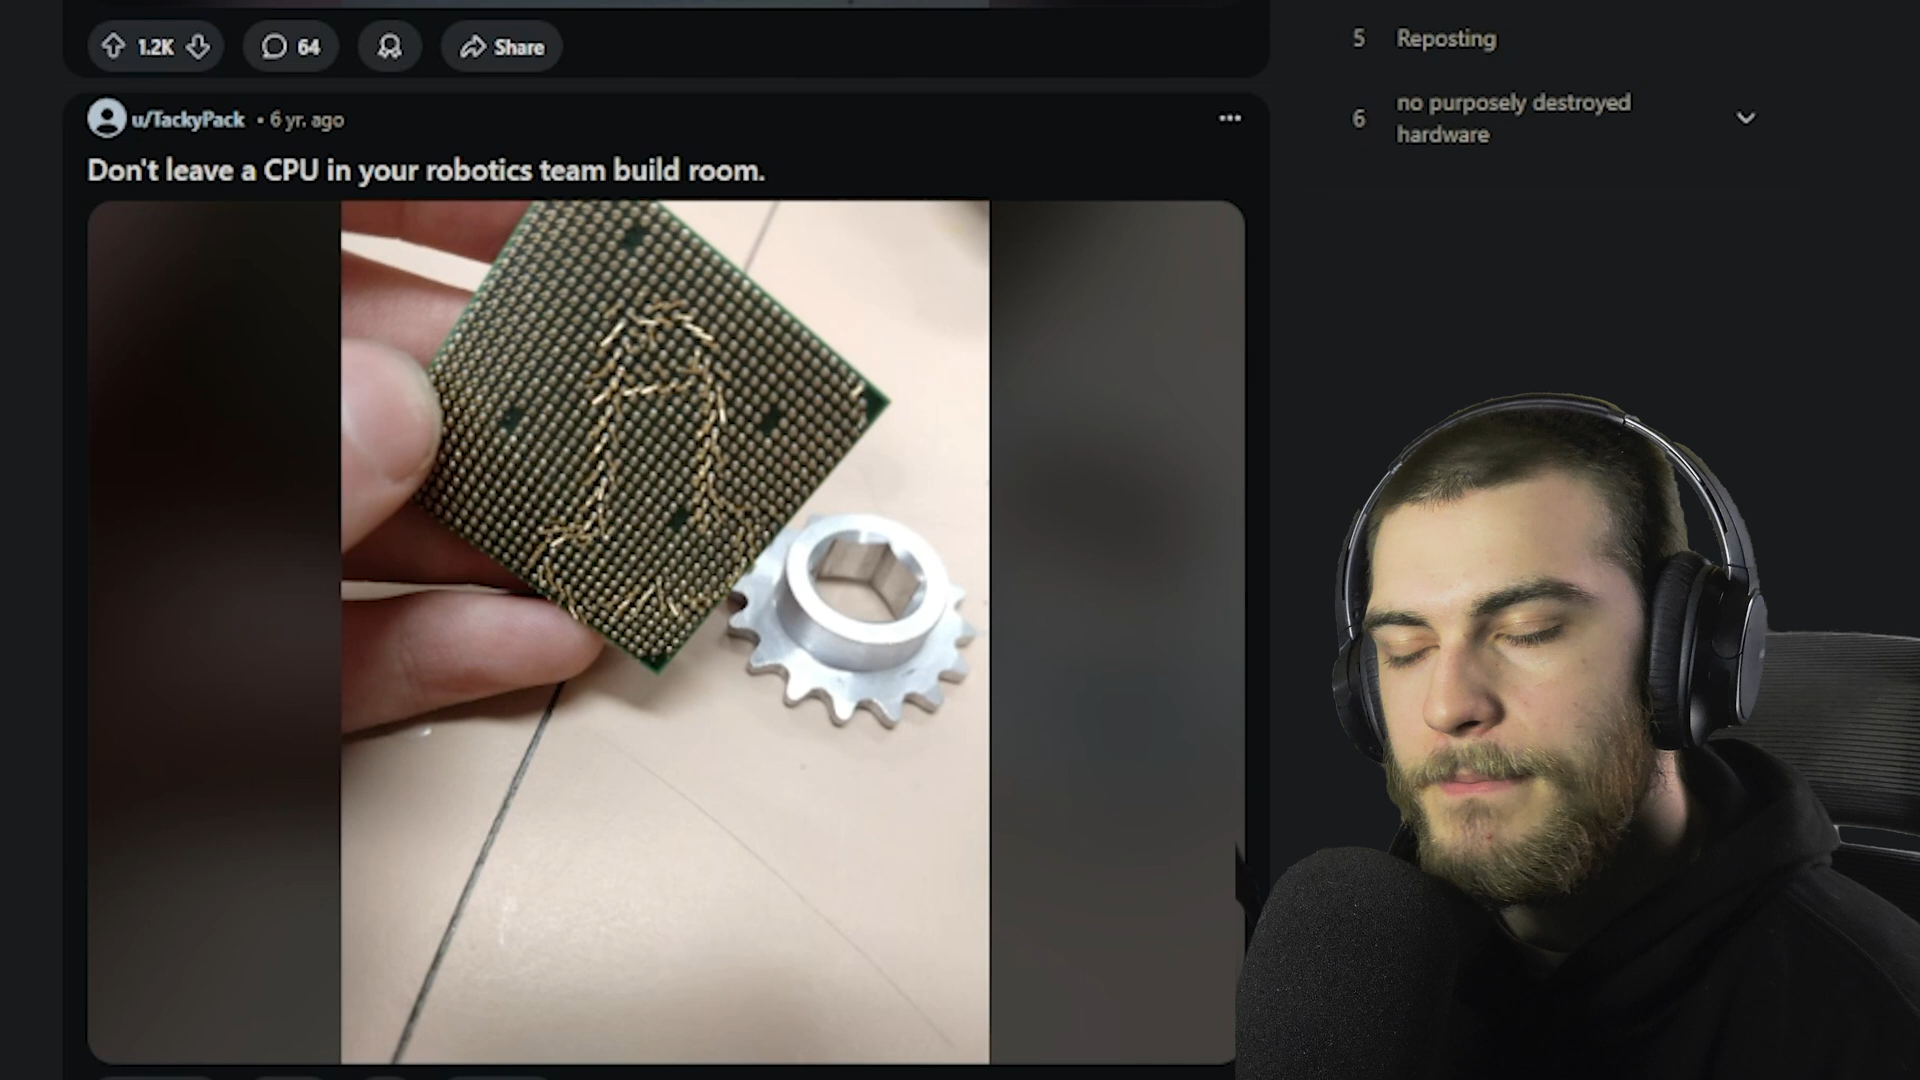 1.2K
64
Share
5 Reposting
6 no purposely destroyed
hardware
u/TackyPack • 6 yr. ago
Don't leave a CPU in your robotics team build room.